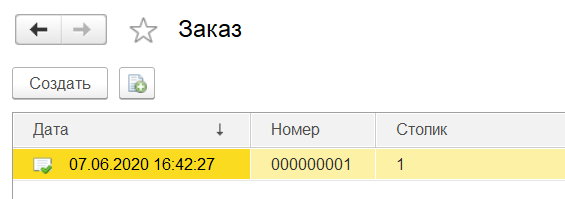 Заказ
Создать
Дата Номер Столик
07.06.2020 16:42:27 000000001 1